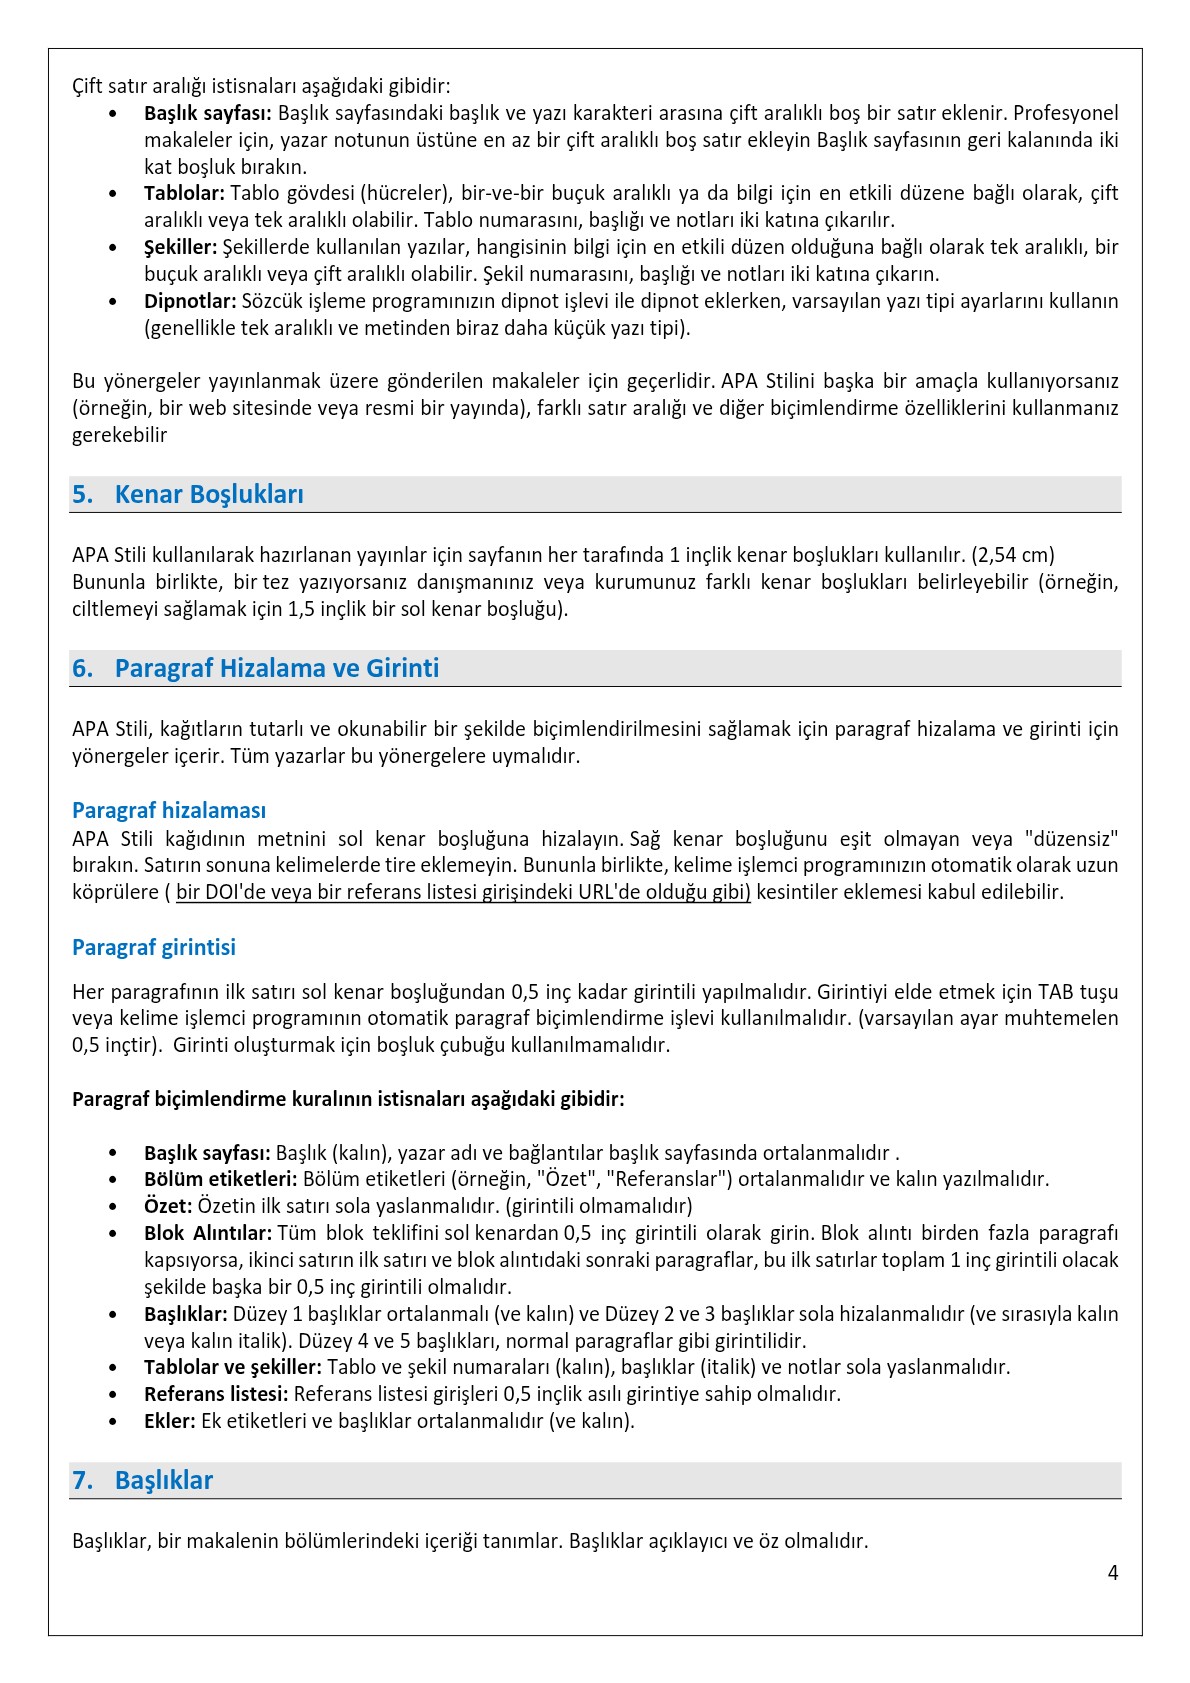 Çift satır aralığı istisnaları aşağıdaki gibidir:
• Başlık sayfası: Başlık sayfasındaki başlık ve yazı karakteri arasına çift aralıklı boş bir satır eklenir. Profesyonel
makaleler için, yazar notunun üstüne en az bir çift aralıklı boş satır ekleyin Başlık sayfasının geri kalanında iki
kat boşluk bırakın.
• Tablolar: Tablo gövdesi (hücreler), bir-ve-bir buçuk aralıklı ya da bilgi için en etkili düzene bağlı olarak, çift
aralıklı veya tek aralıklı olabilir. Tablo numarasını, başlığı ve notları iki katına çıkarılır.
• Şekiller: Şekillerde kullanılan yazılar, hangisinin bilgi için en etkili düzen olduğuna bağlı olarak tek aralıklı, bir
buçuk aralıklı veya çift aralıklı olabilir. Şekil numarasını, başlığı ve notları iki katına çıkarın.
• Dipnotlar: Sözcük işleme programınızın dipnot işlevi ile dipnot eklerken, varsayılan yazı tipi ayarlarını kullanın
(genellikle tek aralıklı ve metinden biraz daha küçük yazı tipi).
Bu yönergeler yayınlanmak üzere gönderilen makaleler için geçerlidir. APA Stilini başka bir amaçla kullanıyorsanız
(örneğin, bir web sitesinde veya resmi bir yayında), farklı satır aralığı ve diğer biçimlendirme özelliklerini kullanmanız
gerekebilir
5. Kenar Boşlukları
APA Stili kullanılarak hazırlanan yayınlar için sayfanın her tarafında 1 inçlik kenar boşlukları kullanılır. (2,54 cm)
Bununla birlikte, bir tez yazıyorsanız danışmanınız veya kurumunuz farklı kenar boşlukları belirleyebilir (örneğin,
ciltlemeyi sağlamak için 1,5 inçlik bir sol kenar boşluğu).
6. Paragraf Hizalama ve Girinti
APA Stili, kağıtların tutarlı ve okunabilir bir şekilde biçimlendirilmesini sağlamak için paragraf hizalama ve girinti için
yönergeler içerir. Tüm yazarlar bu yönergelere uymalıdır.
Paragraf hizalaması
APA Stili kağıdının metnini sol kenar boşluğuna hizalayın. Sağ kenar boşluğunu eşit olmayan veya "düzensiz"
bırakın. Satırın sonuna kelimelerde tire eklemeyin. Bununla birlikte, kelime işlemci programınızın otomatik olarak uzun
köprülere ( bir DOI'de veya bir referans listesi girişindeki URL'de olduğu gibi) kesintiler eklemesi kabul edilebilir.
Paragraf girintisi
Her paragrafının ilk satırı sol kenar boşluğundan 0,5 inç kadar girintili yapılmalıdır. Girintiyi elde etmek için TAB tuşu
veya kelime işlemci programının otomatik paragraf biçimlendirme işlevi kullanılmalıdır. (varsayılan ayar muhtemelen
0,5 inçtir).  Girinti oluşturmak için boşluk çubuğu kullanılmamalıdır.
Paragraf biçimlendirme kuralının istisnaları aşağıdaki gibidir:
• Başlık sayfası: Başlık (kalın), yazar adı ve bağlantılar başlık sayfasında ortalanmalıdır .
• Bölüm etiketleri: Bölüm etiketleri (örneğin, "Özet", "Referanslar") ortalanmalıdır ve kalın yazılmalıdır.
• Özet: Özetin ilk satırı sola yaslanmalıdır. (girintili olmamalıdır)
• Blok Alıntılar: Tüm blok teklifini sol kenardan 0,5 inç girintili olarak girin. Blok alıntı birden fazla paragrafı
kapsıyorsa, ikinci satırın ilk satırı ve blok alıntıdaki sonraki paragraflar, bu ilk satırlar toplam 1 inç girintili olacak
şekilde başka bir 0,5 inç girintili olmalıdır.
• Başlıklar: Düzey 1 başlıklar ortalanmalı (ve kalın) ve Düzey 2 ve 3 başlıklar sola hizalanmalıdır (ve sırasıyla kalın
veya kalın italik). Düzey 4 ve 5 başlıkları, normal paragraflar gibi girintilidir.
• Tablolar ve şekiller: Tablo ve şekil numaraları (kalın), başlıklar (italik) ve notlar sola yaslanmalıdır.
• Referans listesi: Referans listesi girişleri 0,5 inçlik asılı girintiye sahip olmalıdır.
• Ekler: Ek etiketleri ve başlıklar ortalanmalıdır (ve kalın).
7. Başlıklar
Başlıklar, bir makalenin bölümlerindeki içeriği tanımlar. Başlıklar açıklayıcı ve öz olmalıdır.
4